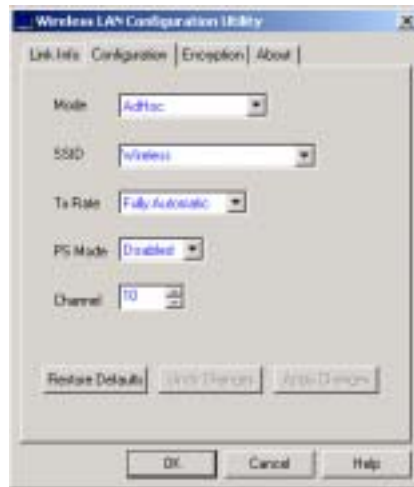 Wireless LAN Configuration Utility
Link Info Configuration Encryption About
Mode AdHoc
SSID Wireless
Tx Rate Fully Automatic
PS Mode Disabled
Channel 10
Restore Defaults Undo Changes Apply Changes
OK Cancel Help